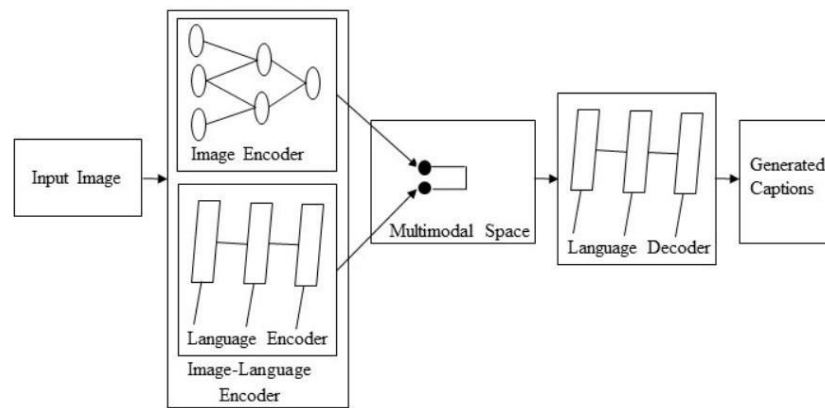 Input Image
Image Encoder
Language Encoder
Image-Language
Encoder
Multimodal Space
Language Decoder
Generated
Captions